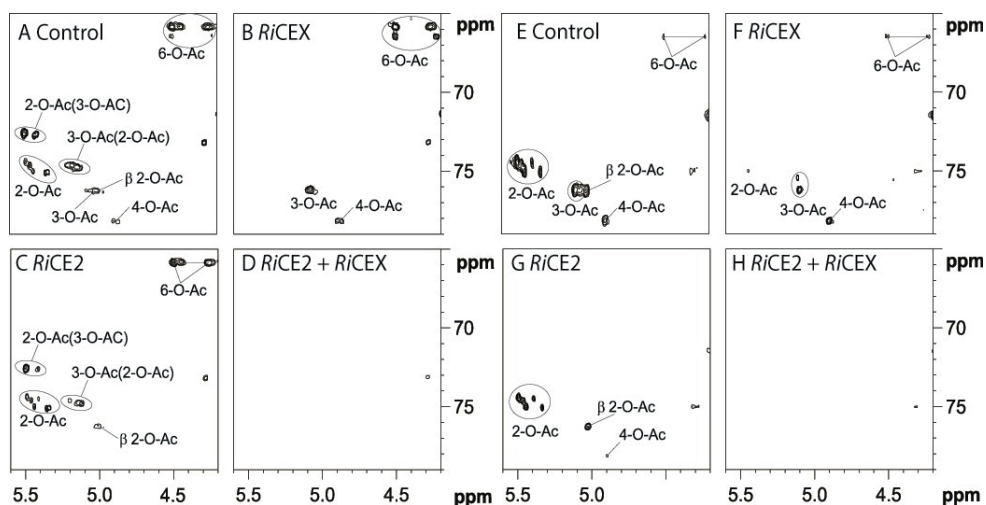 A Control
6-O-Ac
2-O-Ac(3-O-AC)
3-O-Ac(2-O-Ac)
2-O-Ac
β 2-O-Ac
3-O-Ac
4-O-Ac
B RiCEX
6-O-Ac
3-O-Ac
4-O-Ac
ppm
70
75
E Control
6-O-Ac
2-O-Ac
β 2-O-Ac
3-O-Ac
4-O-Ac
F RiCEX
6-O-Ac
2-O-Ac
3-O-Ac
4-O-Ac
ppm
70
75
C RiCE2
6-O-Ac
2-O-Ac(3-O-AC)
3-O-Ac(2-O-Ac)
2-O-Ac
β 2-O-Ac
D RiCE2 + RiCEX
ppm
70
75
G RiCE2
2-O-Ac
β 2-O-Ac
4-O-Ac
H RiCE2 + RiCEX
ppm
70
75
5.5 5.0 4.5 5.5 5.0 4.5 ppm 5.5 5.0 5.5 5.0 4.5 ppm